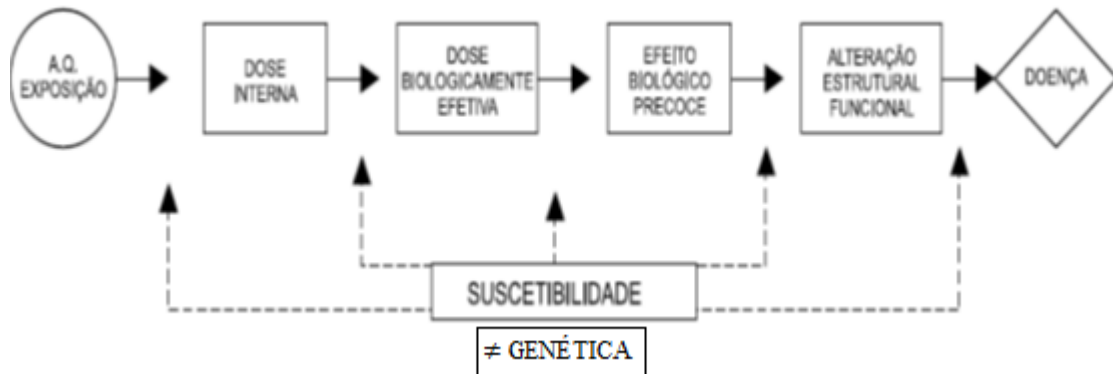 A.Q.
EXPOSIÇÃO
DOSE
INTERNA
DOSE
BIOLOGICAMENTE
EFETIVA
EFEITO
BIOLÓGICO
PRECOCE
ALTERAÇÃO
ESTRUTURAL
FUNCIONAL
DOENÇA
SUSCETIBILIDADE
≠ GENÉTICA